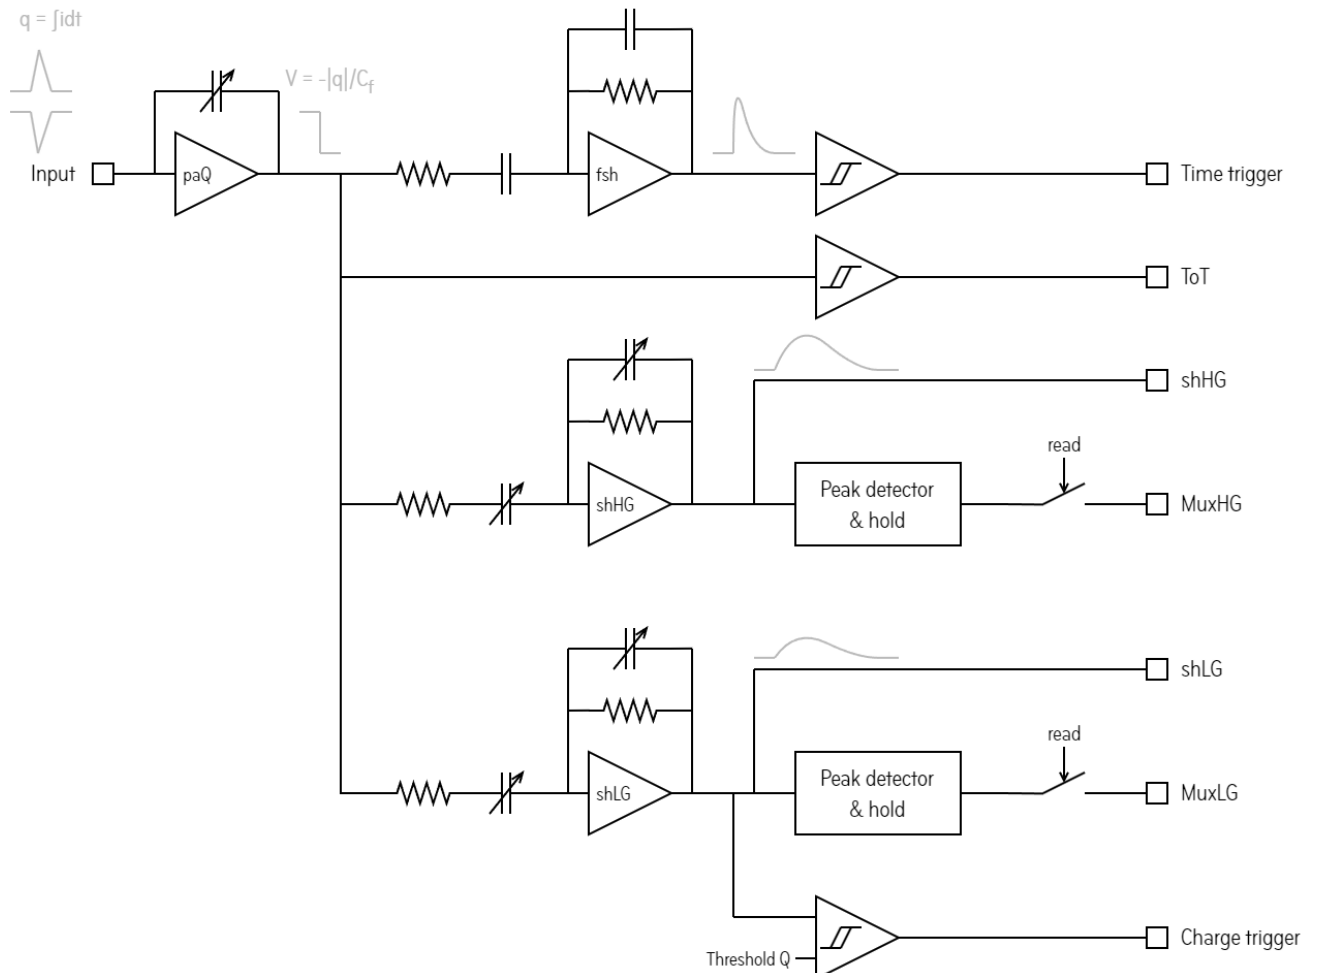 q = ∫idt
V = -|q|/Cf
Input
paQ
fsh
Time trigger
ToT
shHG
read
shHG
Peak detector
& hold
MuxHG
shLG
read
shLG
Peak detector
& hold
MuxLG
Charge trigger
Threshold Q